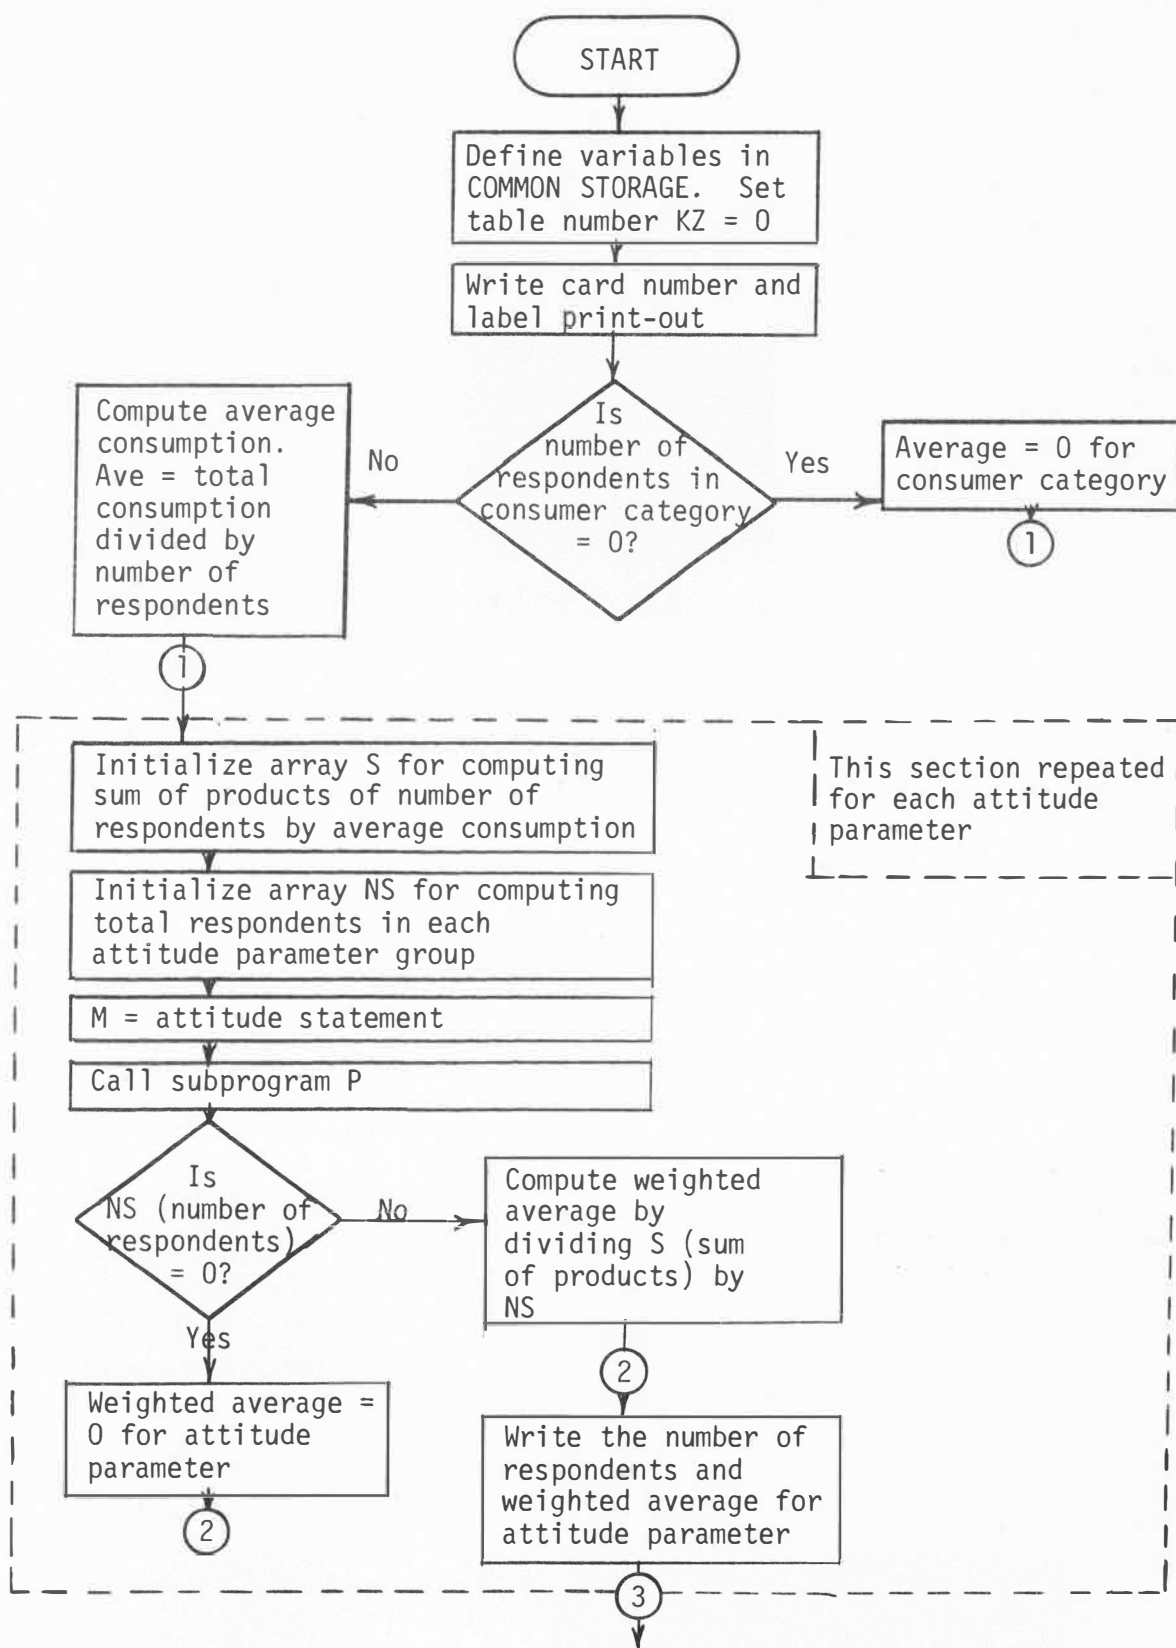 START
Define variables in
COMMON STORAGE. Set
table number KZ = 0
Write card number and
label print-out
Is
number of
respondents in
consumer category
= 0?
No
Yes
Compute average
consumption.
Ave = total
consumption
divided by
number of
respondents
1
Average = 0 for
consumer category
1
This section repeated
for each attitude
parameter
Initialize array S for computing
sum of products of number of
respondents by average consumption
Initialize array NS for computing
total respondents in each
attitude parameter group
M = attitude statement
Call subprogram P
Is
NS (number of
respondents)
= 0?
No
Yes
Compute weighted
average by
dividing S (sum
of products) by
NS
2
Weighted average =
0 for attitude
parameter
2
Write the number of
respondents and
weighted average for
attitude parameter
3